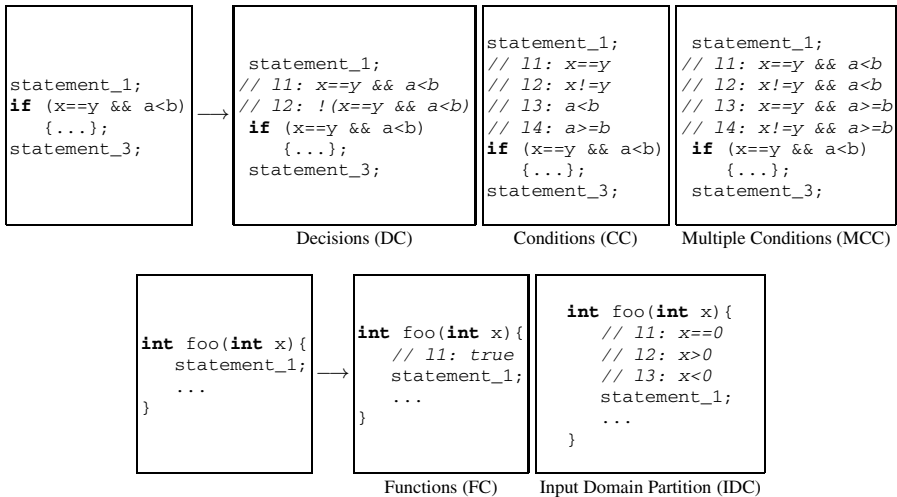 statement_1;
if (x==y && a<b)
{...};
statement_3;
⟶
statement_1;
// l1: x==y && a<b
// l2: !(x==y && a<b)
if (x==y && a<b)
{...};
statement_3;
Decisions (DC)
statement_1;
// l1: x==y
// l2: x!=y
// l3: a<b
// l4: a>=b
if (x==y && a<b)
{...};
statement_3;
Conditions (CC)
statement_1;
// l1: x==y && a<b
// l2: x!=y && a<b
// l3: x==y && a>=b
// l4: x!=y && a>=b
if (x==y && a<b)
{...};
statement_3;
Multiple Conditions (MCC)
int foo(int x){
statement_1;
...
}
⟶
int foo(int x){
// l1: true
statement_1;
...
}
Functions (FC)
int foo(int x){
// l1: x==0
// l2: x>0
// l3: x<0
statement_1;
...
}
Input Domain Partition (IDC)